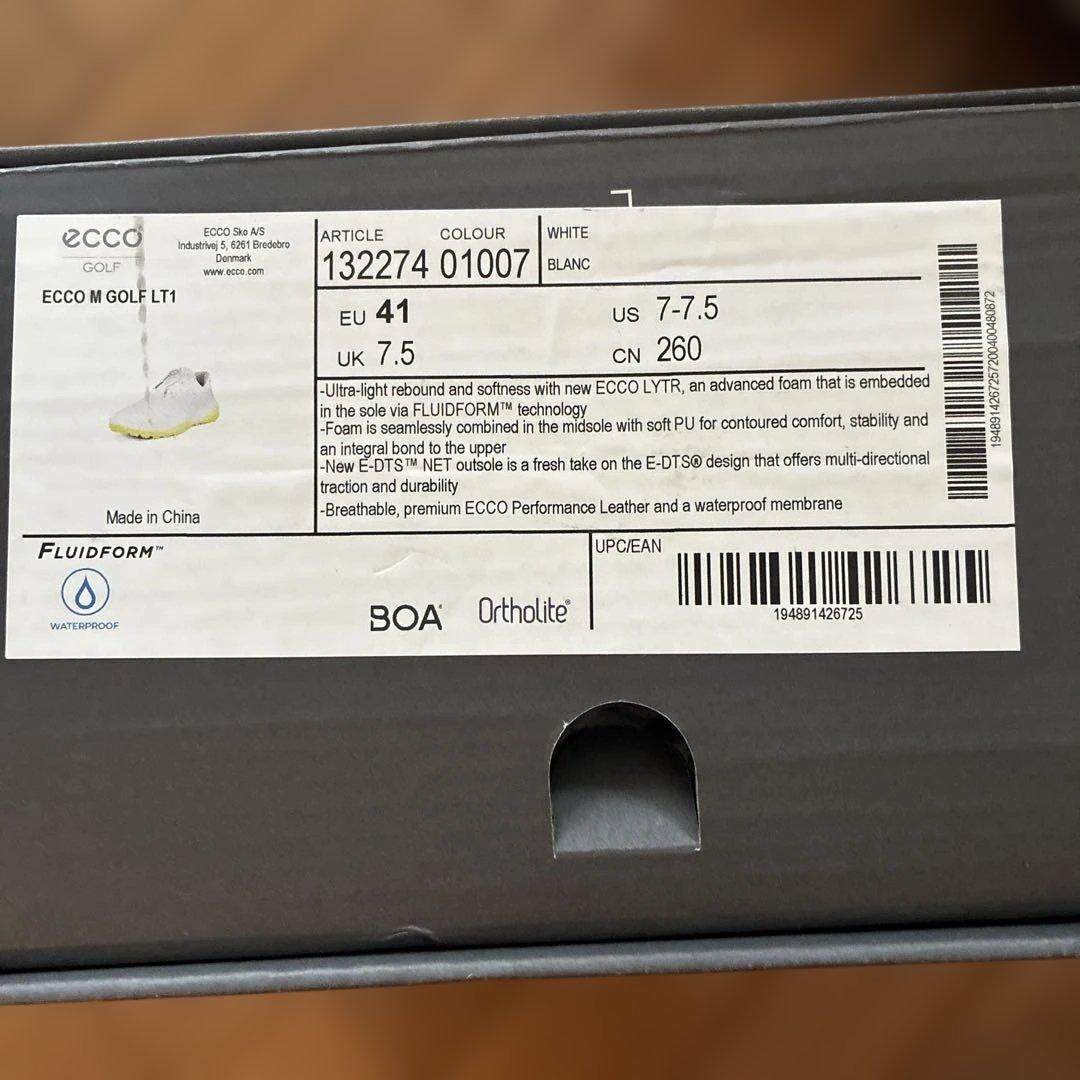 ecco
GOLF
ECCO Sko A/S
Industrivej 5, 6261 Bredebro
Denmark
www.ecco.com
ECCO M GOLF LT1
Made in China
ARTICLE COLOUR
132274 01007
WHITE
BLANC
EU 41
US 7-7.5
UK 7.5
CN 260
-Ultra-light rebound and softness with new ECCO LYTR, an advanced foam that is embedded
in the sole via FLUIDFORM™ technology
-Foam is seamlessly combined in the midsole with soft PU for contoured comfort, stability and
an integral bond to the upper
-New E-DTS™ NET outsole is a fresh take on the E-DTS® design that offers multi-directional
traction and durability
-Breathable, premium ECCO Performance Leather and a waterproof membrane
1948914267257200400480872
FLUIDFORM™
WATERPROOF
BOA®
Ortholite®
UPC/EAN
194891426725